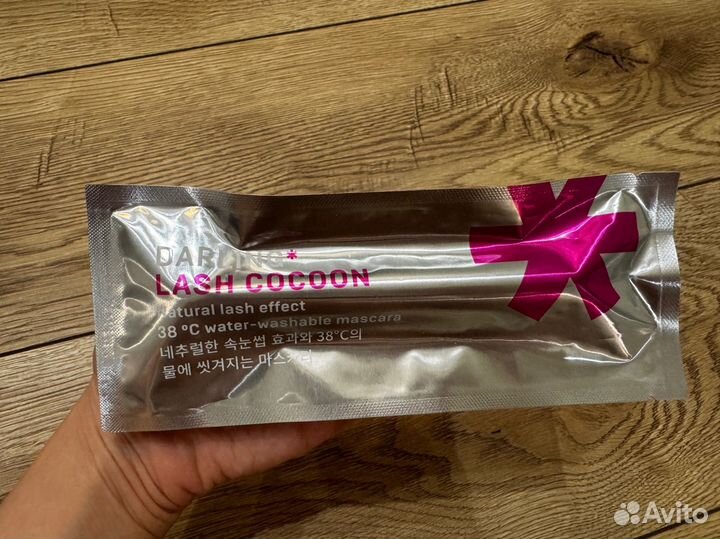 DARLING*
LASH COCOON
Natural lash effect
38 °C water-washable mascara
네추럴한 속눈썹 효과와 38°C의
물에 씻겨지는 마스카라
Avito